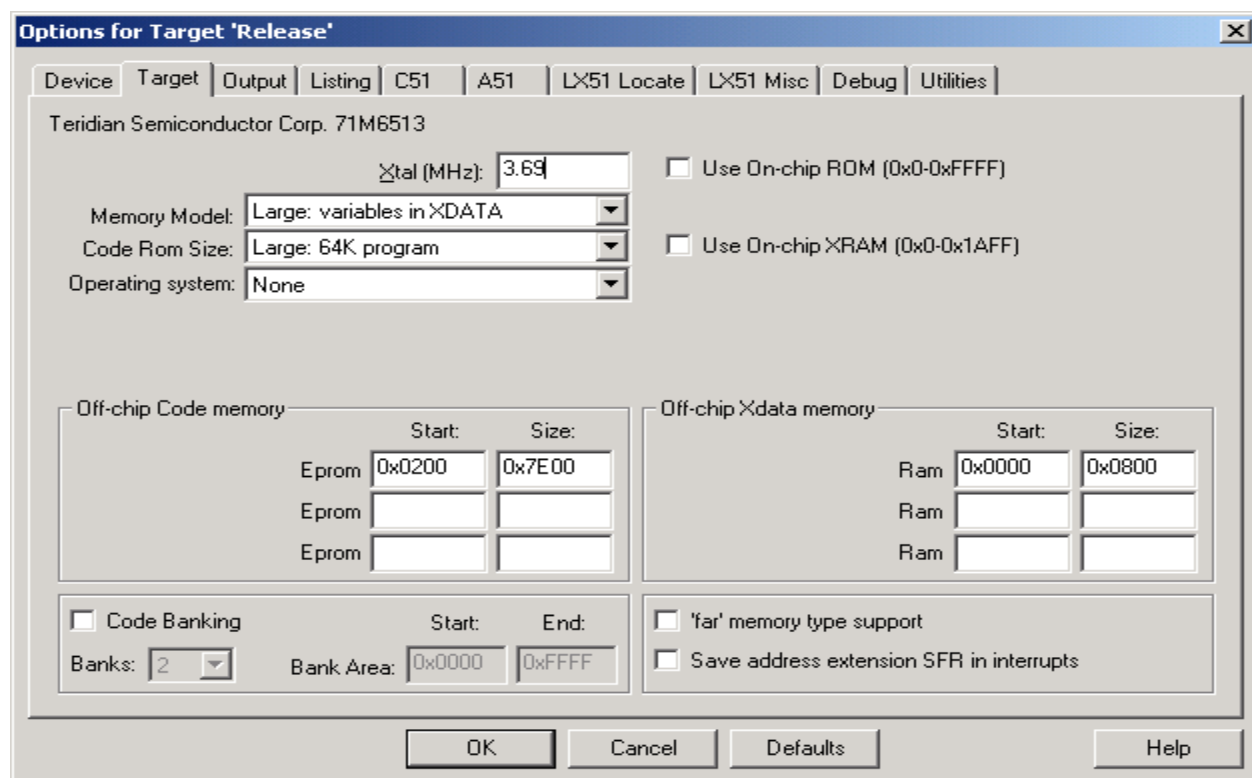 Options for Target 'Release'
Device Target Output Listing C51 A51 LX51 Locate LX51 Misc Debug Utilities
Teridian Semiconductor Corp. 71M6513
Xtal (MHz): 3.69 Use On-chip ROM (0x0-0xFFFF)
Memory Model: Large: variables in XDATA
Code Rom Size: Large: 64K program Use On-chip XRAM (0x0-0x1AFF)
Operating system: None
Off-chip Code memory Off-chip Xdata memory
Start: Size: Start: Size:
Eprom 0x0200 0x7E00 Ram 0x0000 0x0800
Eprom Ram
Eprom Ram
Code Banking Start: End: 'far' memory type support
Banks: 2 Bank Area: 0x0000 0xFFFF Save address extension SFR in interrupts
OK Cancel Defaults Help